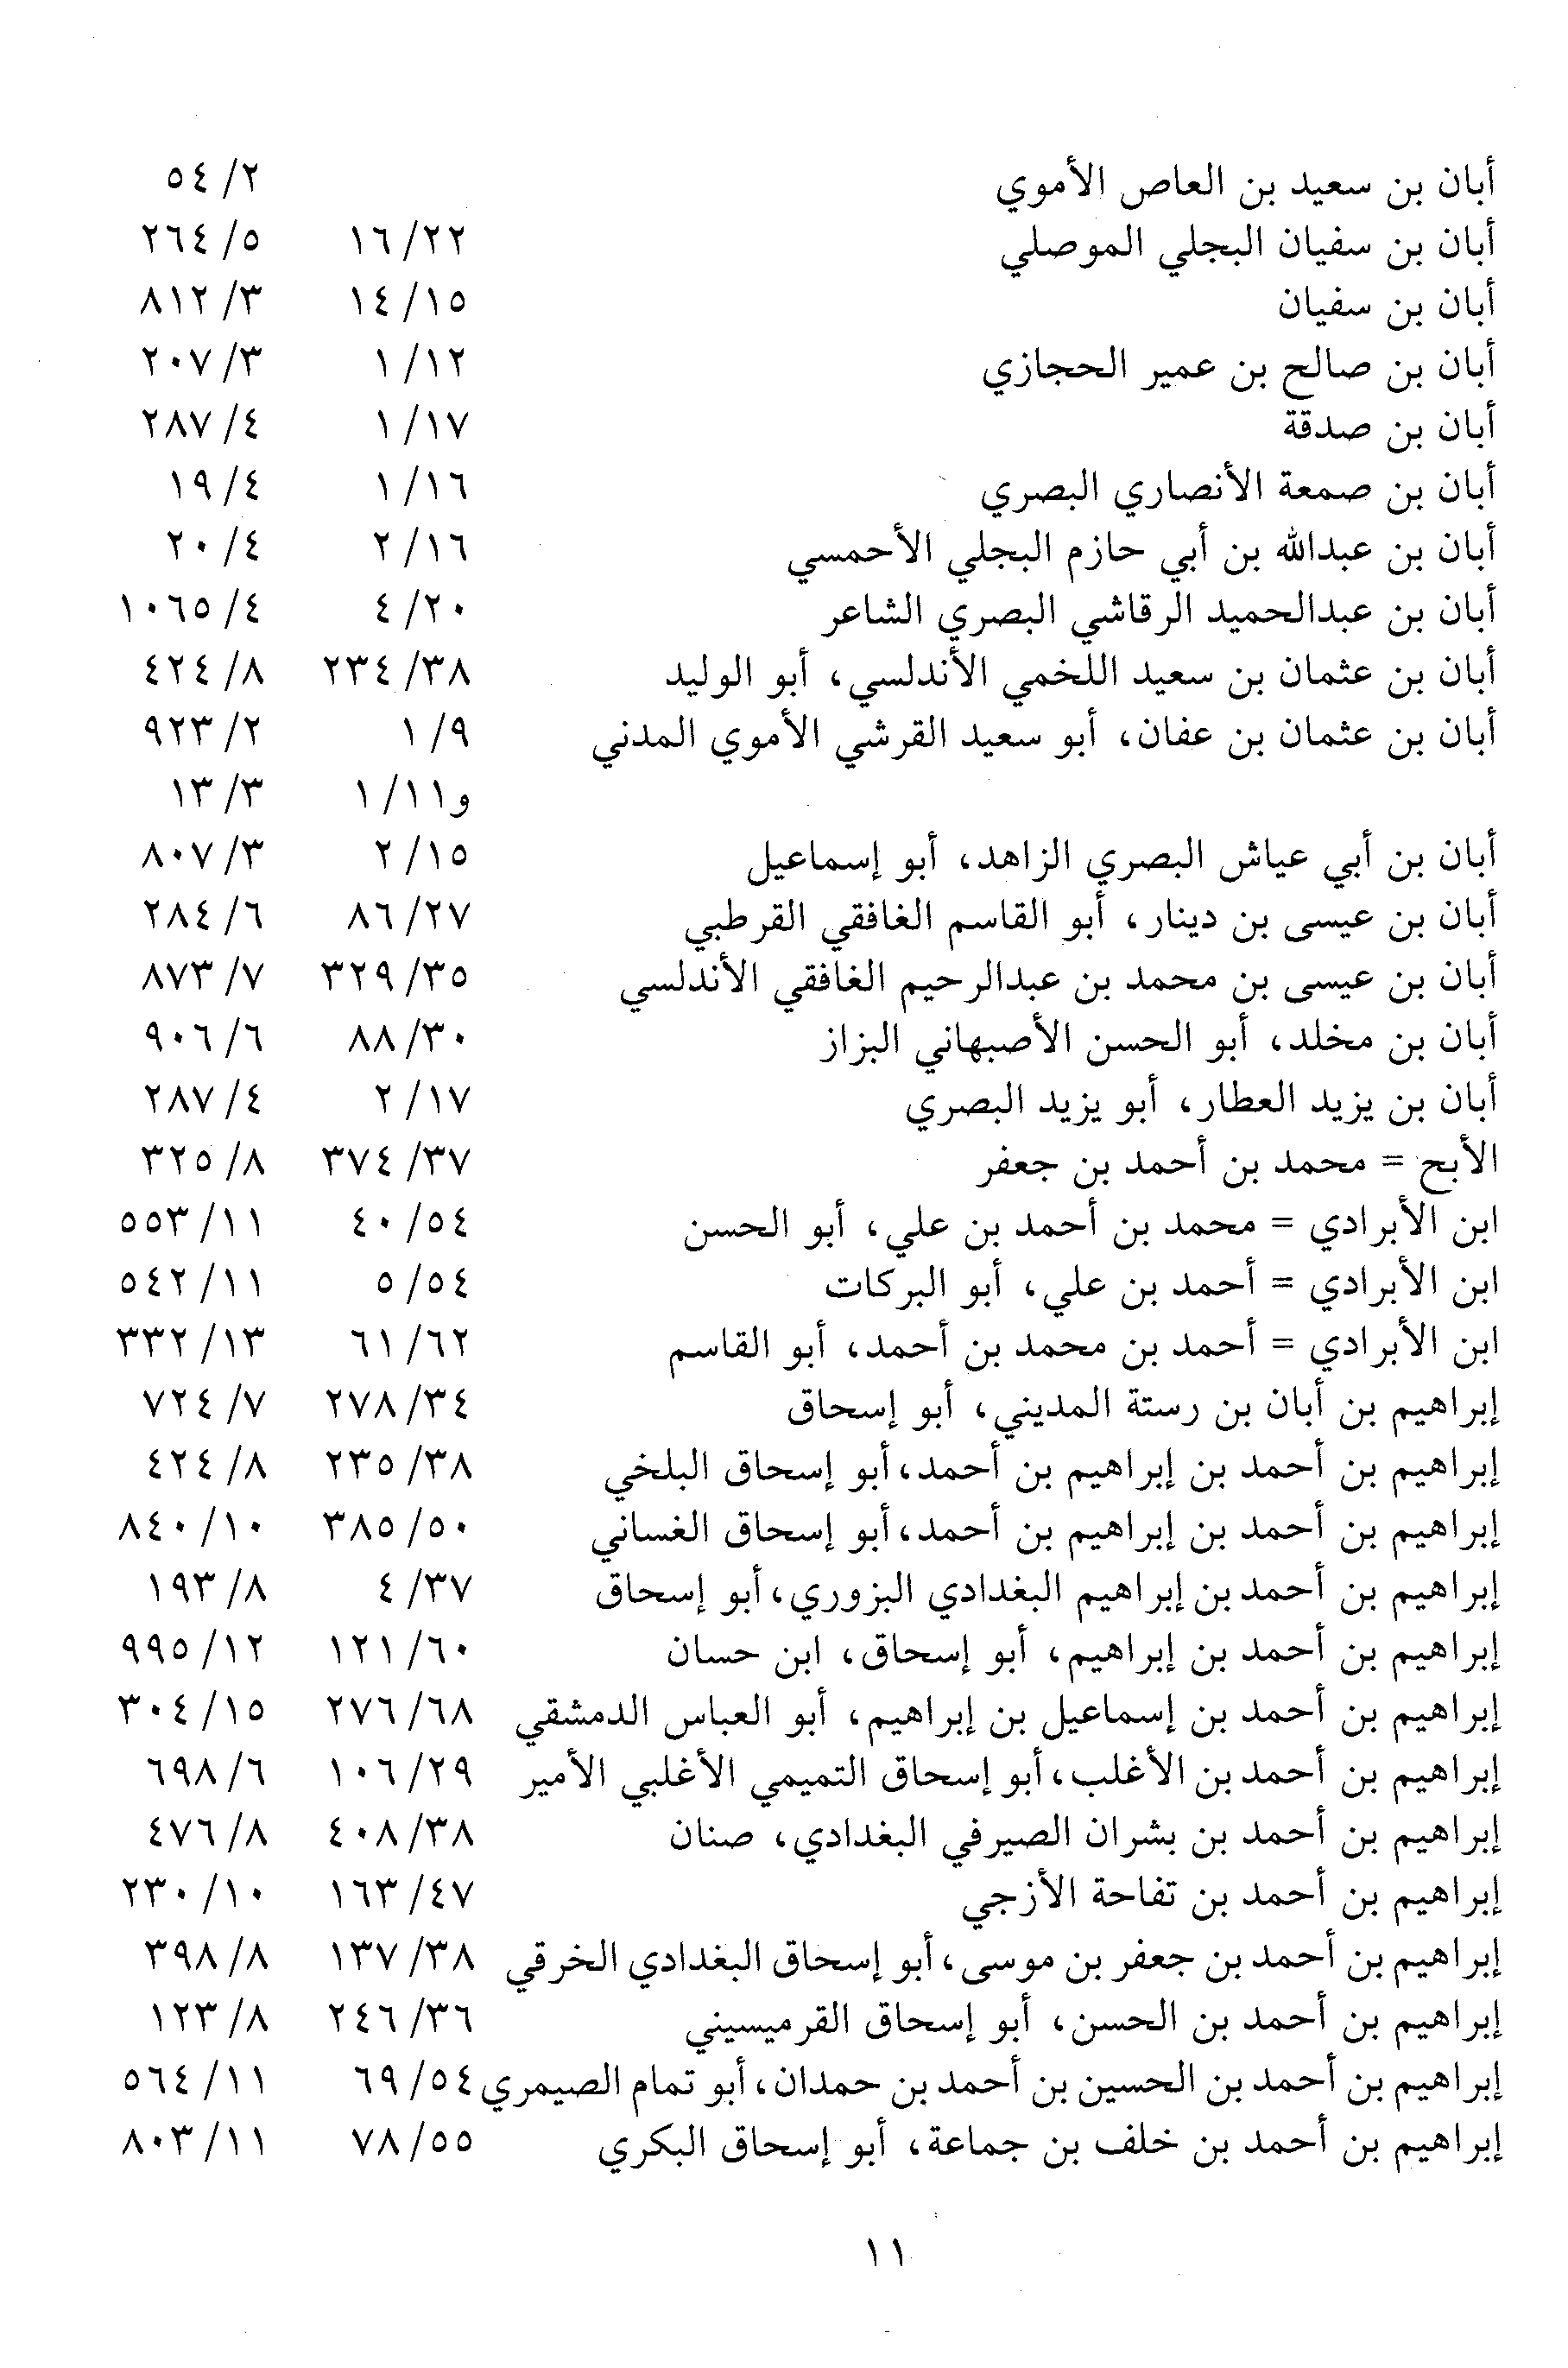 أبان بن سعيد بن العاص الأموي ٢/ ٥٤
أبان بن سفيان البجلي الموصلي ٢٢/ ١٦ ٥/ ٢٦٤
أبان بن سفيان ١٥/ ١٤ ٣/ ٨١٢
أبان بن صالح بن عمير الحجازي ١٢/ ١ ٣/ ٢٠٧
أبان بن صدقة ١٧/ ١ ٤/ ٢٨٧
أبان بن صمعة الأنصاري البصري ١٦/ ١ ٤/ ١٩
أبان بن عبدالله بن أبي حازم البجلي الأحمسي ١٦/ ٢ ٤/ ٢٠
أبان بن عبدالحميد الرقاشي البصري الشاعر ٢٠/ ٤ ٤/ ١٠٦٥
أبان بن عثمان بن سعيد اللخمي الأندلسي، أبو الوليد ٣٨/ ٢٣٤ ٨/ ٤٢٤
أبان بن عثمان بن عفان، أبو سعيد القرشي الأموي المدني ٩/ ١ ٢/ ٩٢٣
و١١/ ١ ٣/ ١٣
أبان بن أبي عياش البصري الزاهد، أبو إسماعيل ١٥/ ٢ ٣/ ٨٠٧
أبان بن عيسى بن دينار، أبو القاسم الغافقي القرطبي ٢٧/ ٨٦ ٦/ ٢٨٤
أبان بن عيسى بن محمد بن عبدالرحيم الغافقي الأندلسي ٣٥/ ٣٢٩ ٧/ ٨٧٣
أبان بن مخلد، أبو الحسن الأصبهاني البزاز ٣٠/ ٨٨ ٦/ ٩٠٦
أبان بن يزيد العطار، أبو يزيد البصري ١٧/ ٢ ٤/ ٢٨٧
الأبح = محمد بن أحمد بن جعفر ٣٧/ ٣٧٤ ٨/ ٣٢٥
ابن الأبرادي = محمد بن أحمد بن علي، أبو الحسن ٥٤/ ٤٠ ١١/ ٥٥٣
ابن الأبرادي = أحمد بن علي، أبو البركات ٥٤/ ٥ ١١/ ٥٤٢
ابن الأبرادي = أحمد بن محمد بن أحمد، أبو القاسم ٦٢/ ٦١ ١٣/ ٣٣٢
إبراهيم بن أبان بن رستة المديني، أبو إسحاق ٣٤/ ٢٧٨ ٧/ ٧٢٤
إبراهيم بن أحمد بن إبراهيم بن أحمد، أبو إسحاق البلخي ٣٨/ ٢٣٥ ٨/ ٤٢٤
إبراهيم بن أحمد بن إبراهيم بن أحمد، أبو إسحاق الغساني ٥٠/ ٣٨٥ ١٠/ ٨٤٠
إبراهيم بن أحمد بن إبراهيم البغدادي البزوري، أبو إسحاق ٣٧/ ٤ ٨/ ١٩٣
إبراهيم بن أحمد بن إبراهيم، أبو إسحاق، ابن حسان ٦٠/ ١٢١ ١٢/ ٩٩٥
إبراهيم بن أحمد بن إسماعيل بن إبراهيم، أبو العباس الدمشقي ٦٨/ ٢٧٦ ١٥/ ٣٠٤
إبراهيم بن أحمد بن الأغلب، أبو إسحاق التميمي الأغلبي الأمير ٢٩/ ١٠٦ ٦/ ٦٩٨
إبراهيم بن أحمد بن بشران الصيرفي البغدادي، صنان ٣٨/ ٤٠٨ ٨/ ٤٧٦
إبراهيم بن أحمد بن تفاحة الأزجي ٤٧/ ١٦٣ ١٠/ ٢٣٠
إبراهيم بن أحمد بن جعفر بن موسى، أبو إسحاق البغدادي الخرقي ٣٨/ ١٣٧ ٨/ ٣٩٨
إبراهيم بن أحمد بن الحسن، أبو إسحاق القرميسيني ٣٦/ ٢٤٦ ٨/ ١٢٣
إبراهيم بن أحمد بن الحسين بن أحمد بن حمدان، أبو تمام الصيمري ٥٤/ ٦٩ ١١/ ٥٦٤
إبراهيم بن أحمد بن خلف بن جماعة، أبو إسحاق البكري ٥٥/ ٧٨ ١١/ ٨٠٣
١١